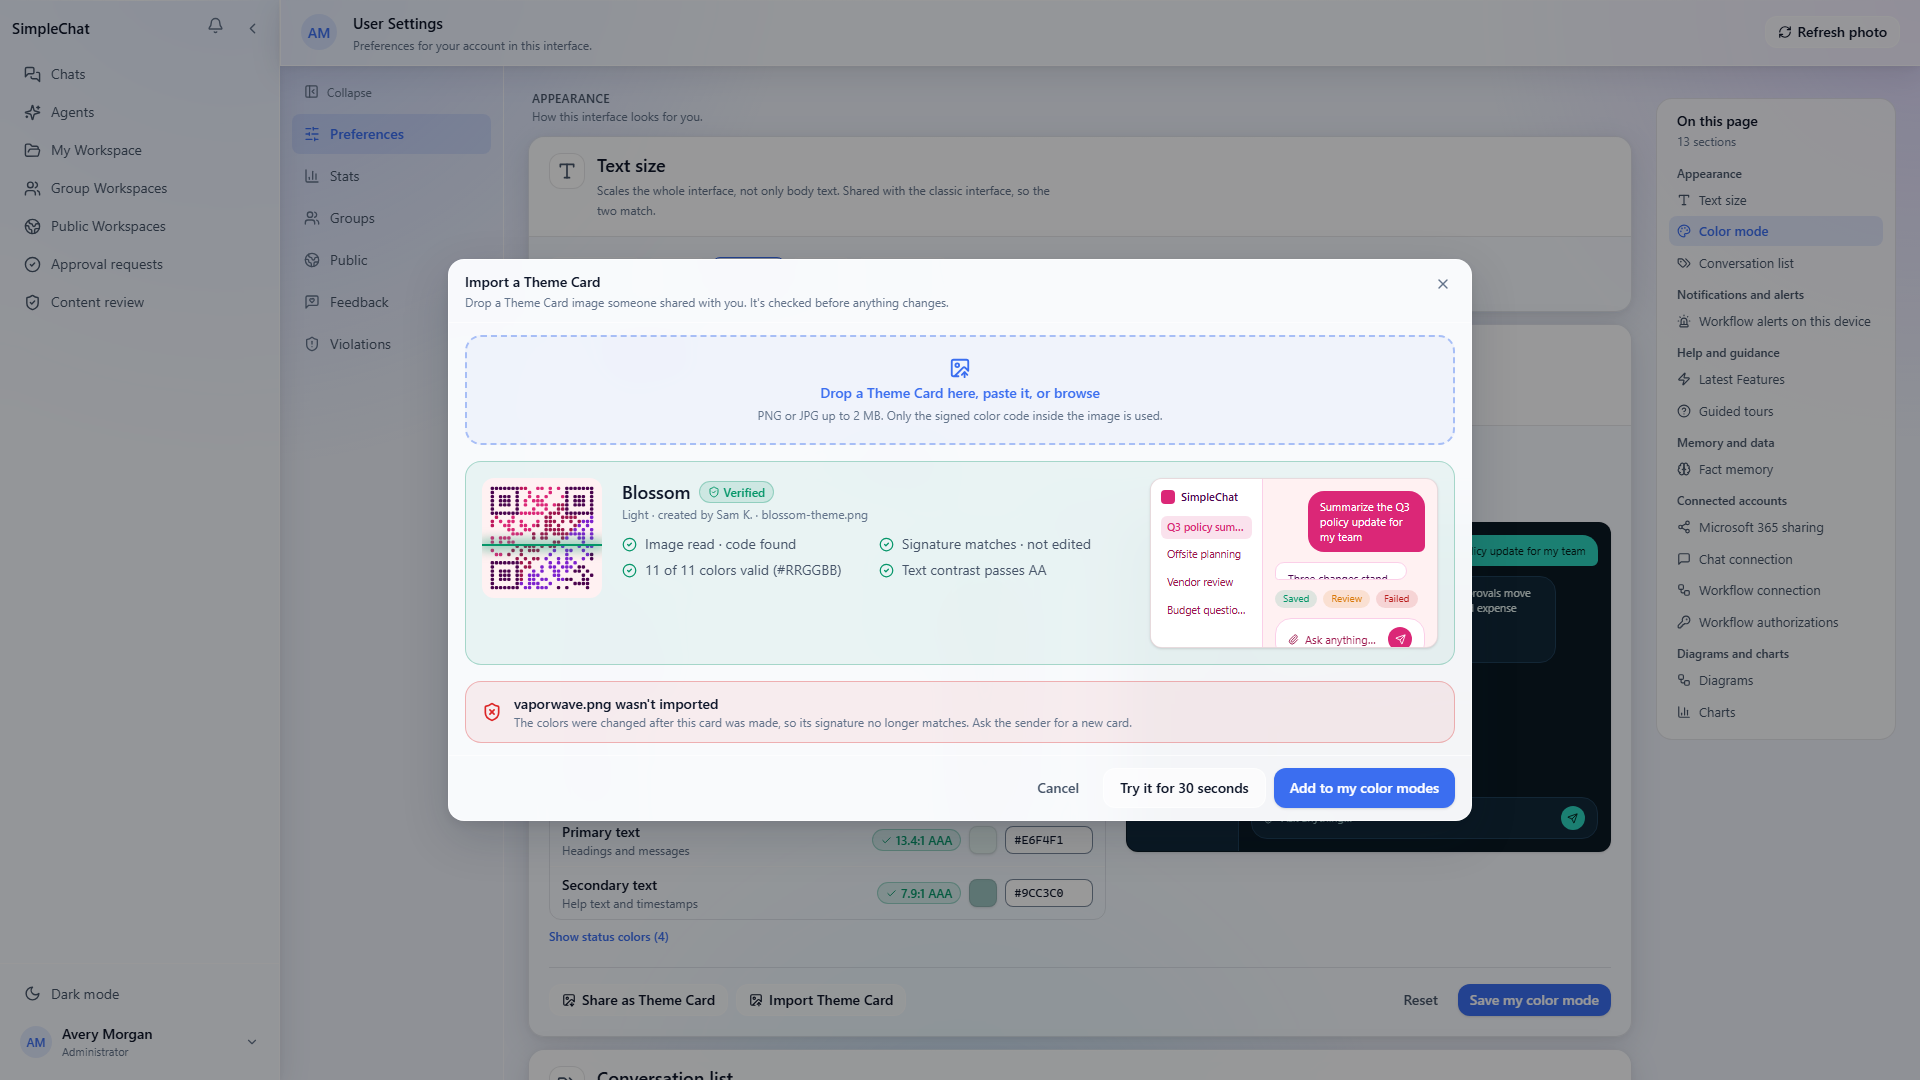 SimpleChat
Chats
Agents
My Workspace
Group Workspaces
Public Workspaces
Approval requests
Content review
Dark mode
AM
Avery Morgan
Administrator
AM
User Settings
Preferences for your account in this interface.
Refresh photo
Collapse
Preferences
Stats
Groups
Public
Feedback
Violations
APPEARANCE
How this interface looks for you.
Text size
Scales the whole interface, not only body text. Shared with the classic interface, so the
two match.
Import a Theme Card
Drop a Theme Card image someone shared with you. It's checked before anything changes.
Drop a Theme Card here, paste it, or browse
PNG or JPG up to 2 MB. Only the signed color code inside the image is used.
Blossom
Verified
Light · created by Sam K. · blossom-theme.png
Image read · code found
Signature matches · not edited
11 of 11 colors valid (#RRGGBB)
Text contrast passes AA
SimpleChat
Q3 policy sum...
Offsite planning
Vendor review
Budget questio...
Summarize the Q3
policy update for
my team
Three changes stand
Saved
Review
Failed
Ask anything...
vaporwave.png wasn't imported
The colors were changed after this card was made, so its signature no longer matches. Ask the sender for a new card.
Cancel
Try it for 30 seconds
Add to my color modes
icy update for my team
rovals move
expense
Primary text
Headings and messages
13.4:1 AAA
#E6F4F1
Secondary text
Help text and timestamps
7.9:1 AAA
#9CC3C0
Show status colors (4)
Share as Theme Card
Import Theme Card
Reset
Save my color mode
Conversation list
On this page
13 sections
Appearance
Text size
Color mode
Conversation list
Notifications and alerts
Workflow alerts on this device
Help and guidance
Latest Features
Guided tours
Memory and data
Fact memory
Connected accounts
Microsoft 365 sharing
Chat connection
Workflow connection
Workflow authorizations
Diagrams and charts
Diagrams
Charts